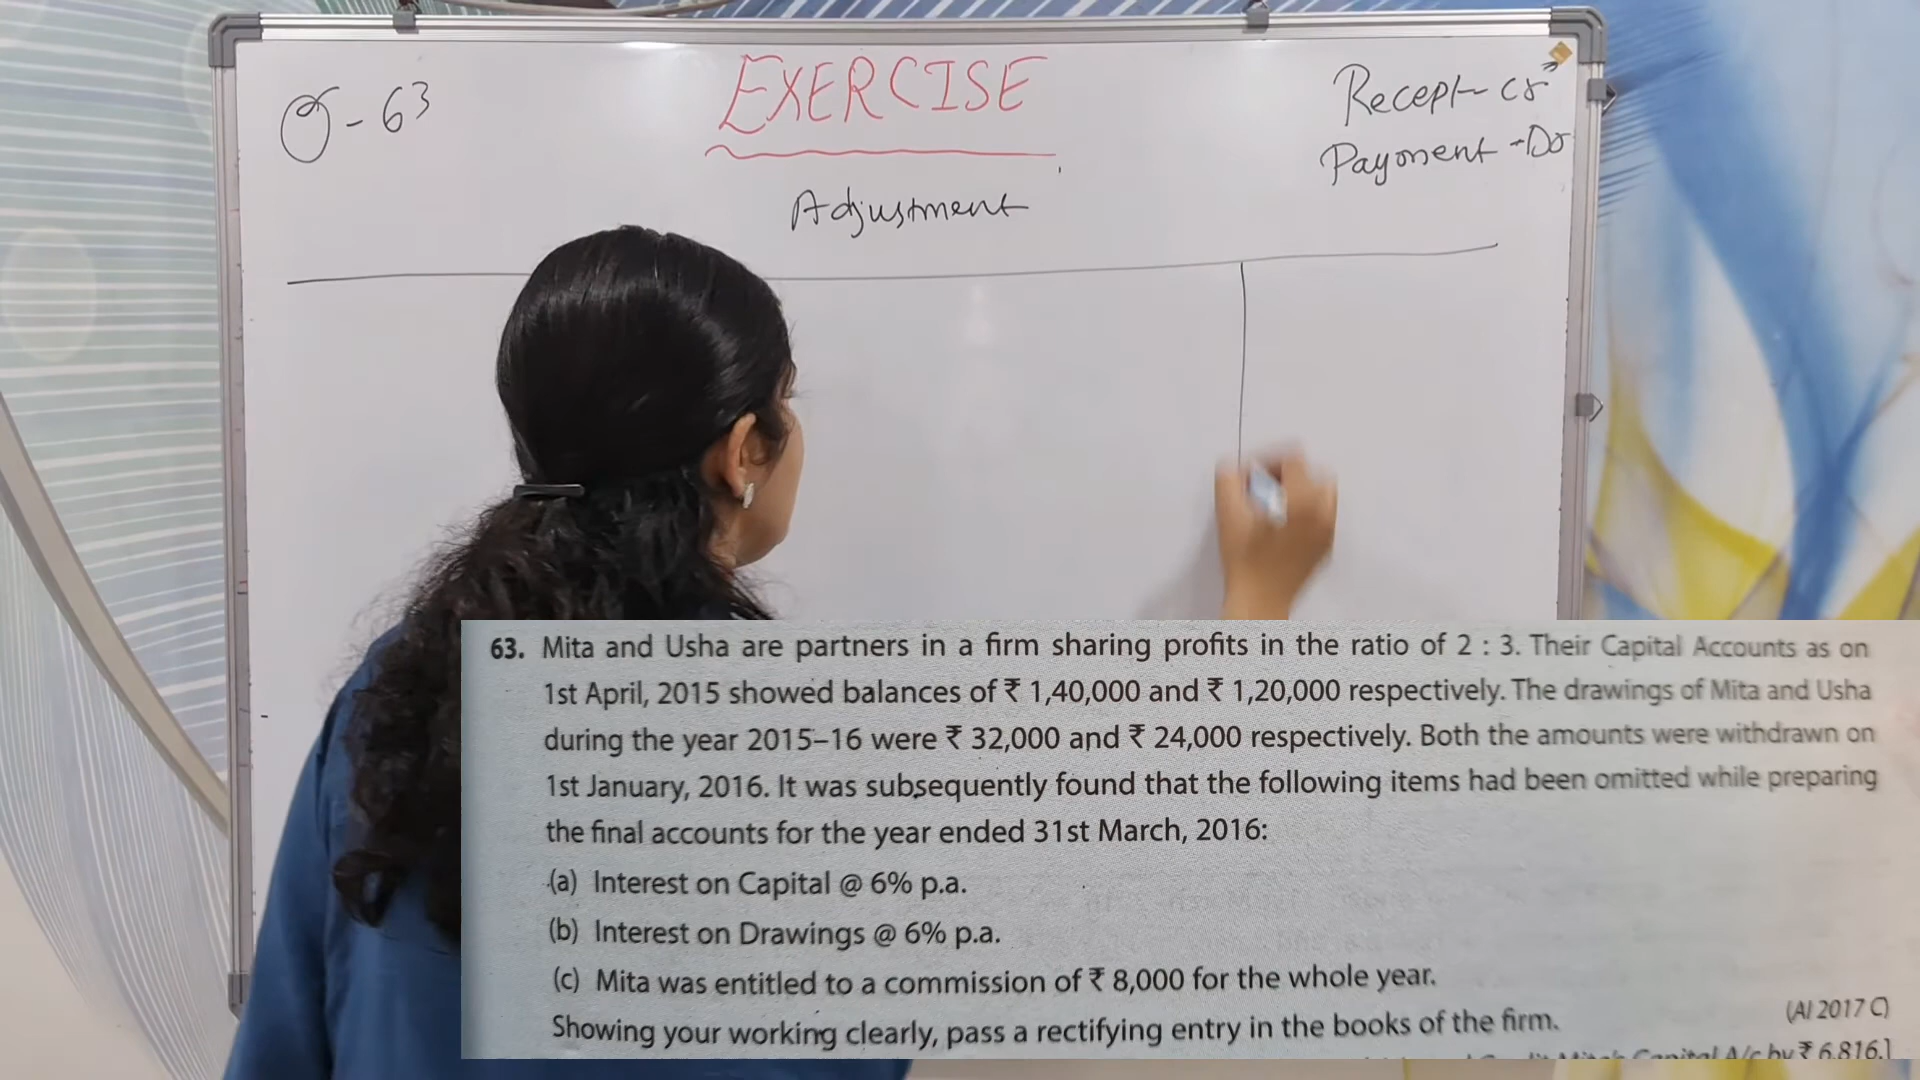 Q-63
EXERCISE
Recept- Cr
Payment - Dr
Adjustment
63. Mita and Usha are partners in a firm sharing profits in the ratio of 2 : 3. Their Capital Accounts as on
1st April, 2015 showed balances of ₹ 1,40,000 and ₹ 1,20,000 respectively. The drawings of Mita and Usha
during the year 2015–16 were ₹ 32,000 and ₹ 24,000 respectively. Both the amounts were withdrawn on
1st January, 2016. It was subsequently found that the following items had been omitted while preparing
the final accounts for the year ended 31st March, 2016:
(a) Interest on Capital @ 6% p.a.
(b) Interest on Drawings @ 6% p.a.
(c) Mita was entitled to a commission of ₹ 8,000 for the whole year.
Showing your working clearly, pass a rectifying entry in the books of the firm.
(AI 2017 C)
Mita's Capital A/c by ₹ 6,816.]